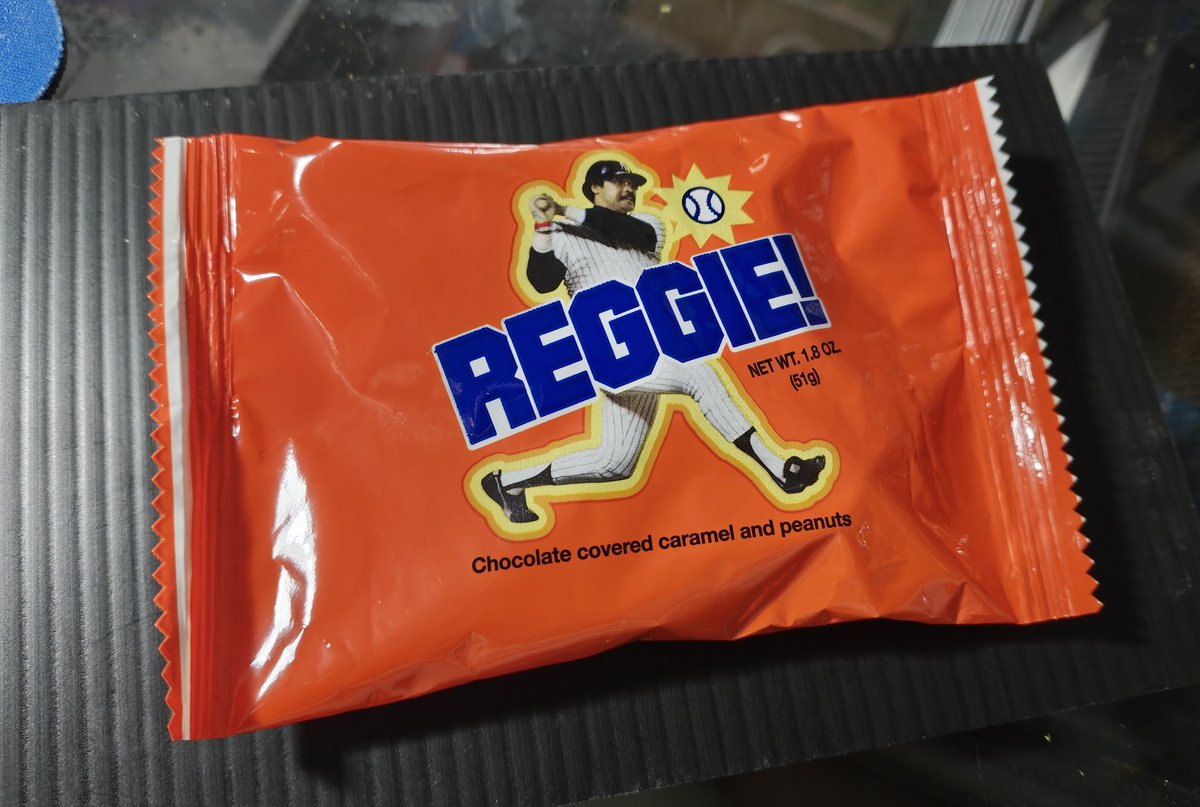 REGGIE!
NET WT. 1.8 OZ.
(51g)
Chocolate covered caramel and peanuts